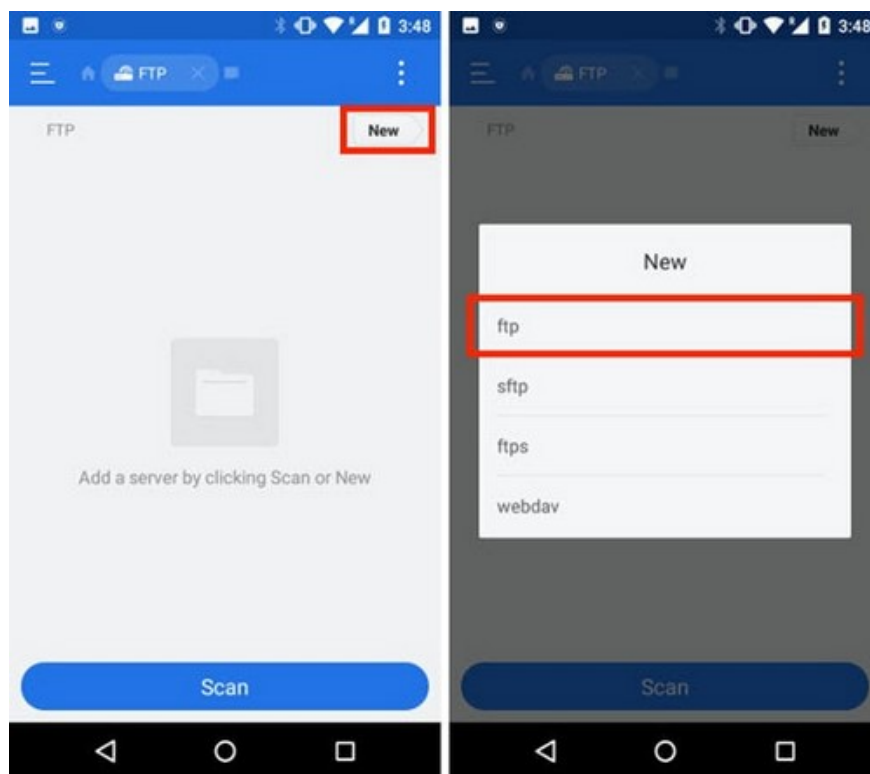 3:48
FTP
FTP
New
Add a server by clicking Scan or New
Scan
3:48
FTP
FTP
New
New
ftp
sftp
ftps
webdav
Scan